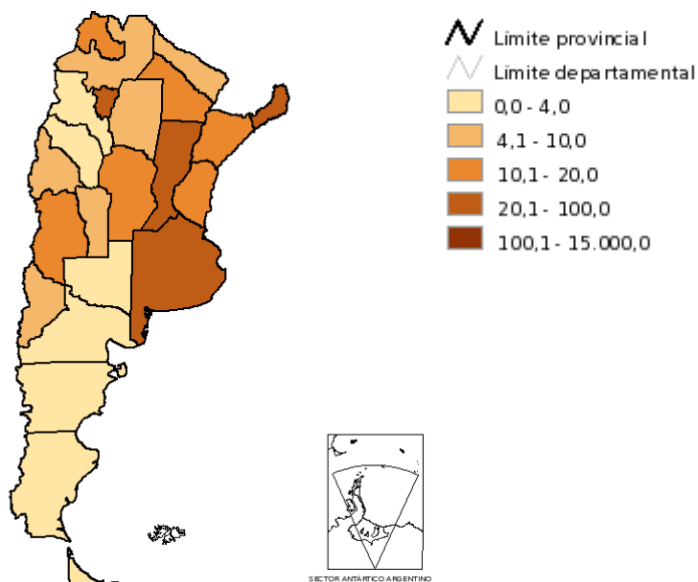 Límite provincial
Límite departamental
0,0 - 4,0
4,1 - 10,0
10,1 - 20,0
20,1 - 100,0
100,1 - 15.000,0
SECTOR ANTÁRTICO ARGENTINO